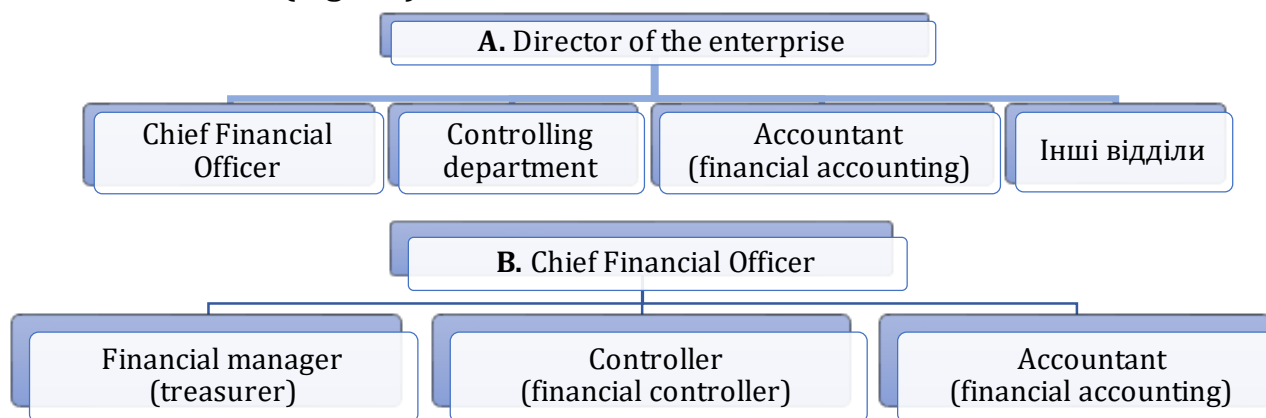 A. Director of the enterprise
Chief Financial
Officer
Controlling
department
Accountant
(financial accounting)
Інші відділи
B. Chief Financial Officer
Financial manager
(treasurer)
Controller
(financial controller)
Accountant
(financial accounting)